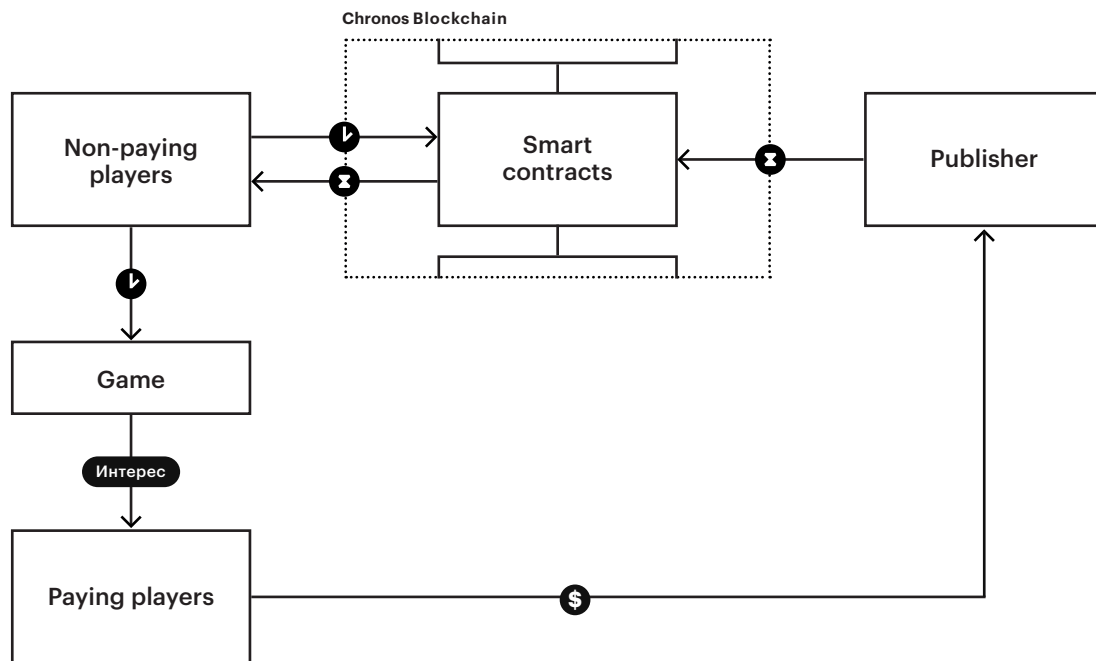 Chronos Blockchain
Non-paying
players
Smart
contracts
Publisher
Game
Интерес
Paying players
$